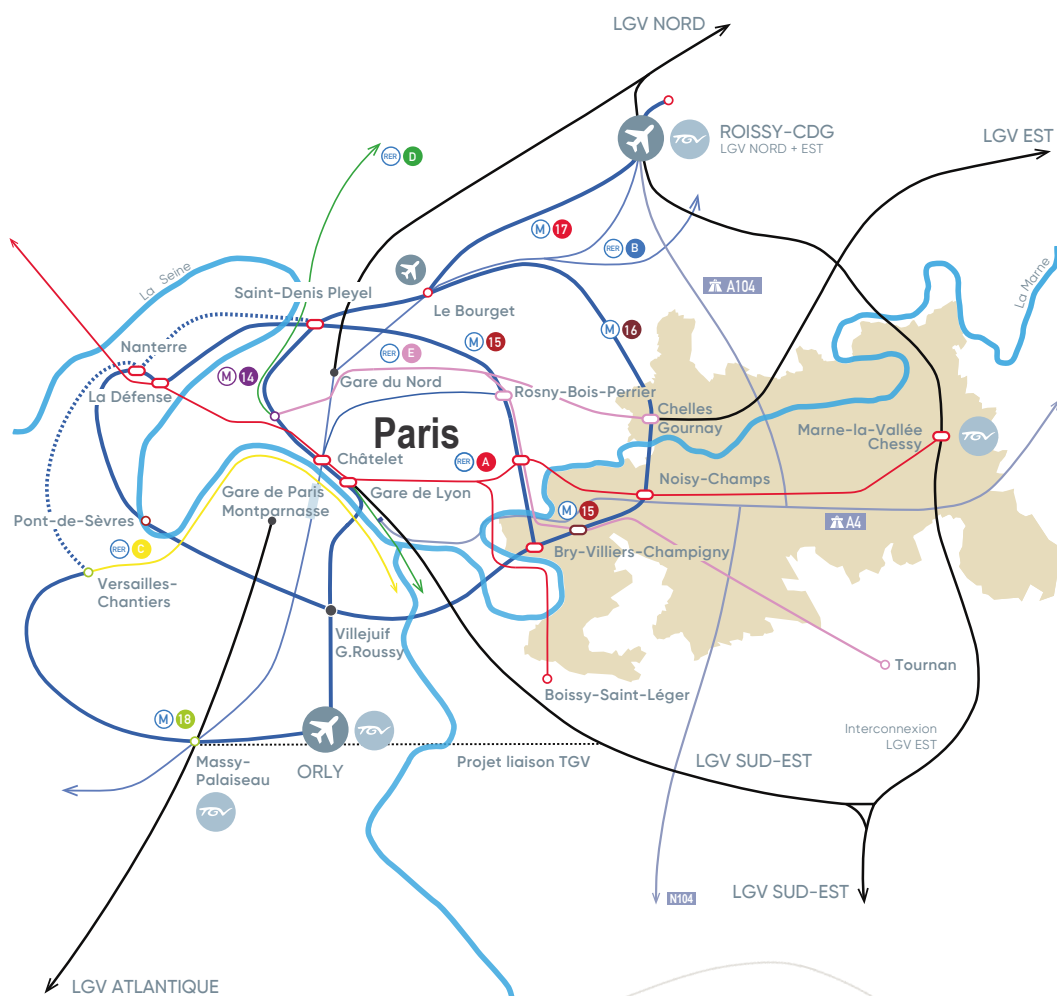 LGV NORD
ROISSY-CDG
LGV NORD + EST
TGV
LGV EST
RER D
M 17
RER B
A104
La Seine
Saint-Denis Pleyel
Le Bourget
La Marne
M 16
M 15
RER E
Nanterre
M 14
La Défense
Gare du Nord
Rosny-Bois-Perrier
Chelles
Gournay
Paris
Marne-la-Vallée
Chessy
TGV
Châtelet
RER A
Noisy-Champs
Gare de Lyon
Gare de Paris
Montparnasse
M 15
A4
Pont-de-Sèvres
RER C
Bry-Villiers-Champigny
Versailles-
Chantiers
Villejuif
G.Roussy
Tournan
Boissy-Saint-Léger
M 18
TGV
Interconnexion
LGV EST
Massy-
Palaiseau
ORLY
Projet liaison TGV
LGV SUD-EST
TGV
N104
LGV SUD-EST
LGV ATLANTIQUE